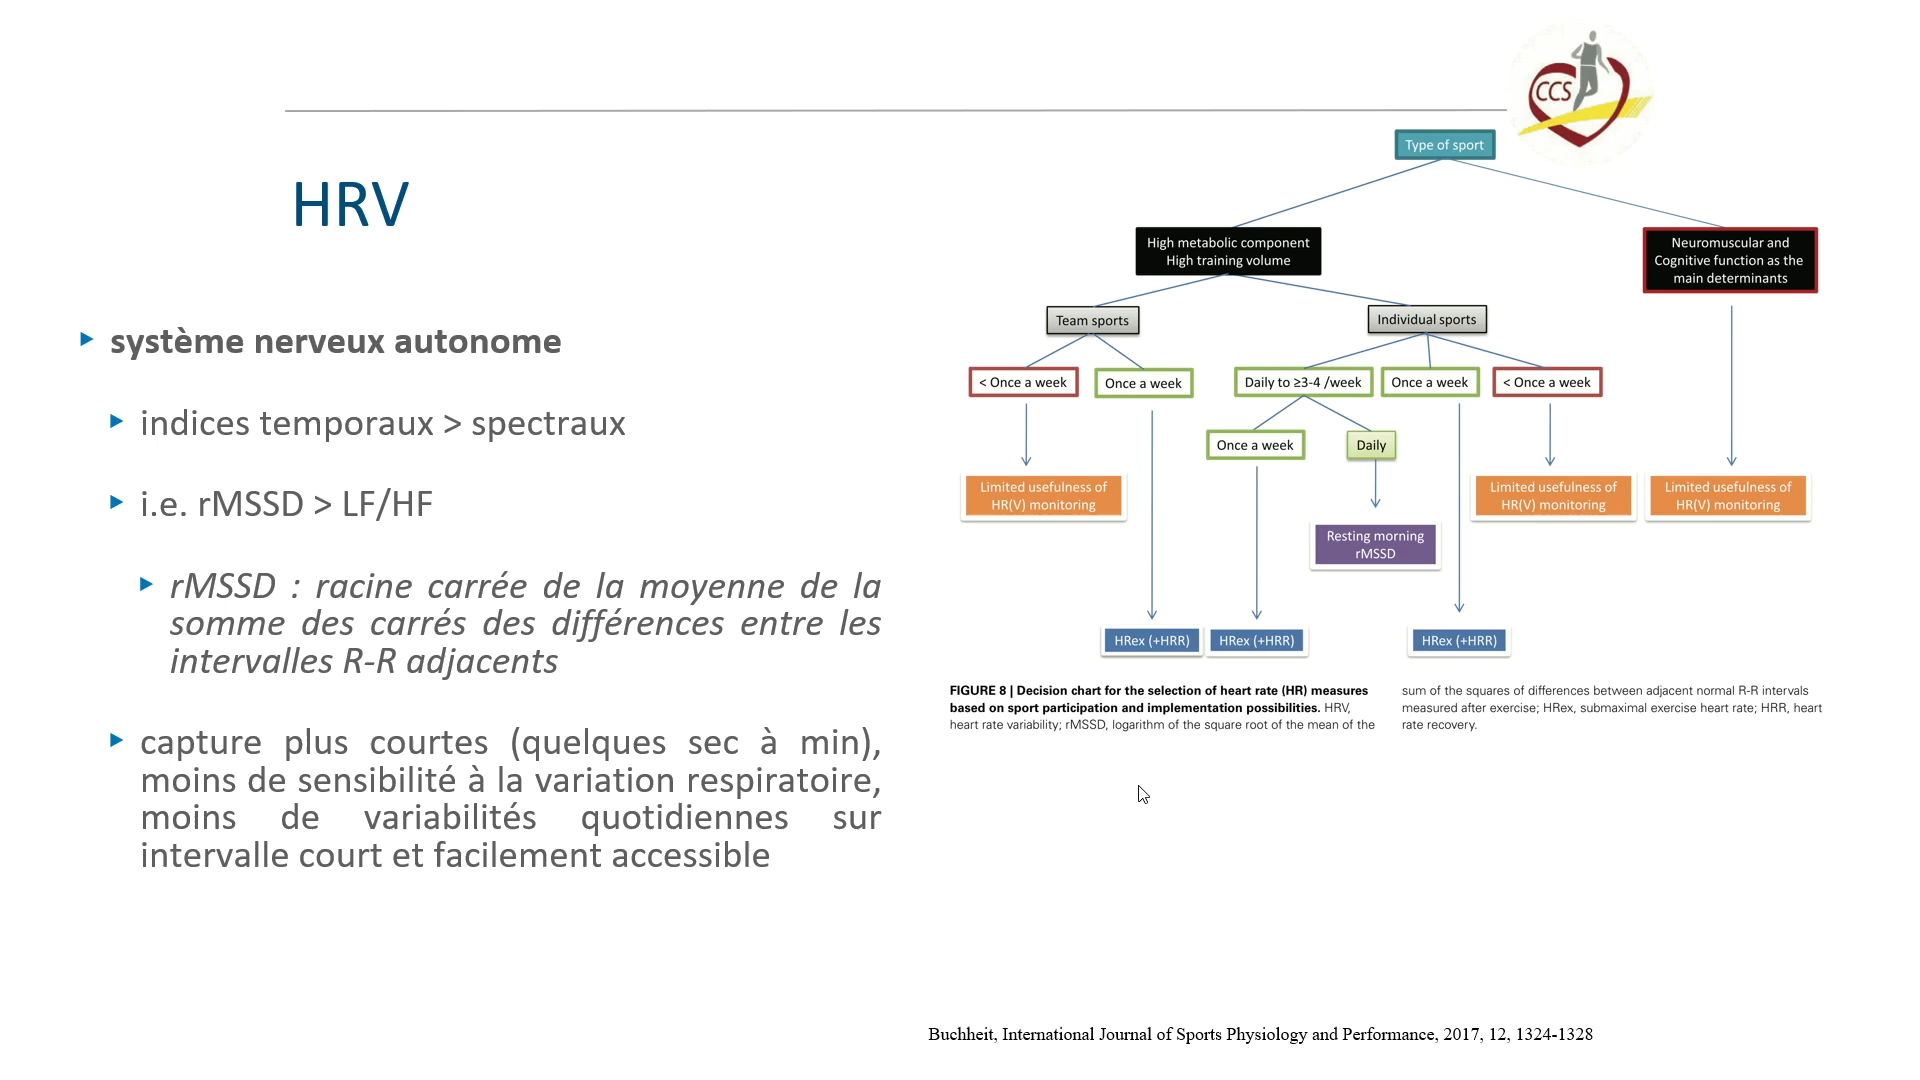 CCS
HRV
système nerveux autonome
indices temporaux > spectraux
i.e. rMSSD > LF/HF
rMSSD : racine carrée de la moyenne de la
somme des carrés des différences entre les
intervalles R-R adjacents
capture plus courtes (quelques sec à min),
moins de sensibilité à la variation respiratoire,
moins de variabilités quotidiennes sur
intervalle court et facilement accessible
Type of sport
High metabolic component
High training volume
Neuromuscular and
Cognitive function as the
main determinants
Team sports
Individual sports
< Once a week
Once a week
Daily to ≥3-4 /week
Once a week
< Once a week
Once a week
Daily
Limited usefulness of
HR(V) monitoring
Resting morning
rMSSD
Limited usefulness of
HR(V) monitoring
Limited usefulness of
HR(V) monitoring
HRex (+HRR)
HRex (+HRR)
HRex (+HRR)
FIGURE 8 | Decision chart for the selection of heart rate (HR) measures
based on sport participation and implementation possibilities. HRV,
heart rate variability; rMSSD, logarithm of the square root of the mean of the
sum of the squares of differences between adjacent normal R-R intervals
measured after exercise; HRex, submaximal exercise heart rate; HRR, heart
rate recovery.
Buchheit, International Journal of Sports Physiology and Performance, 2017, 12, 1324-1328